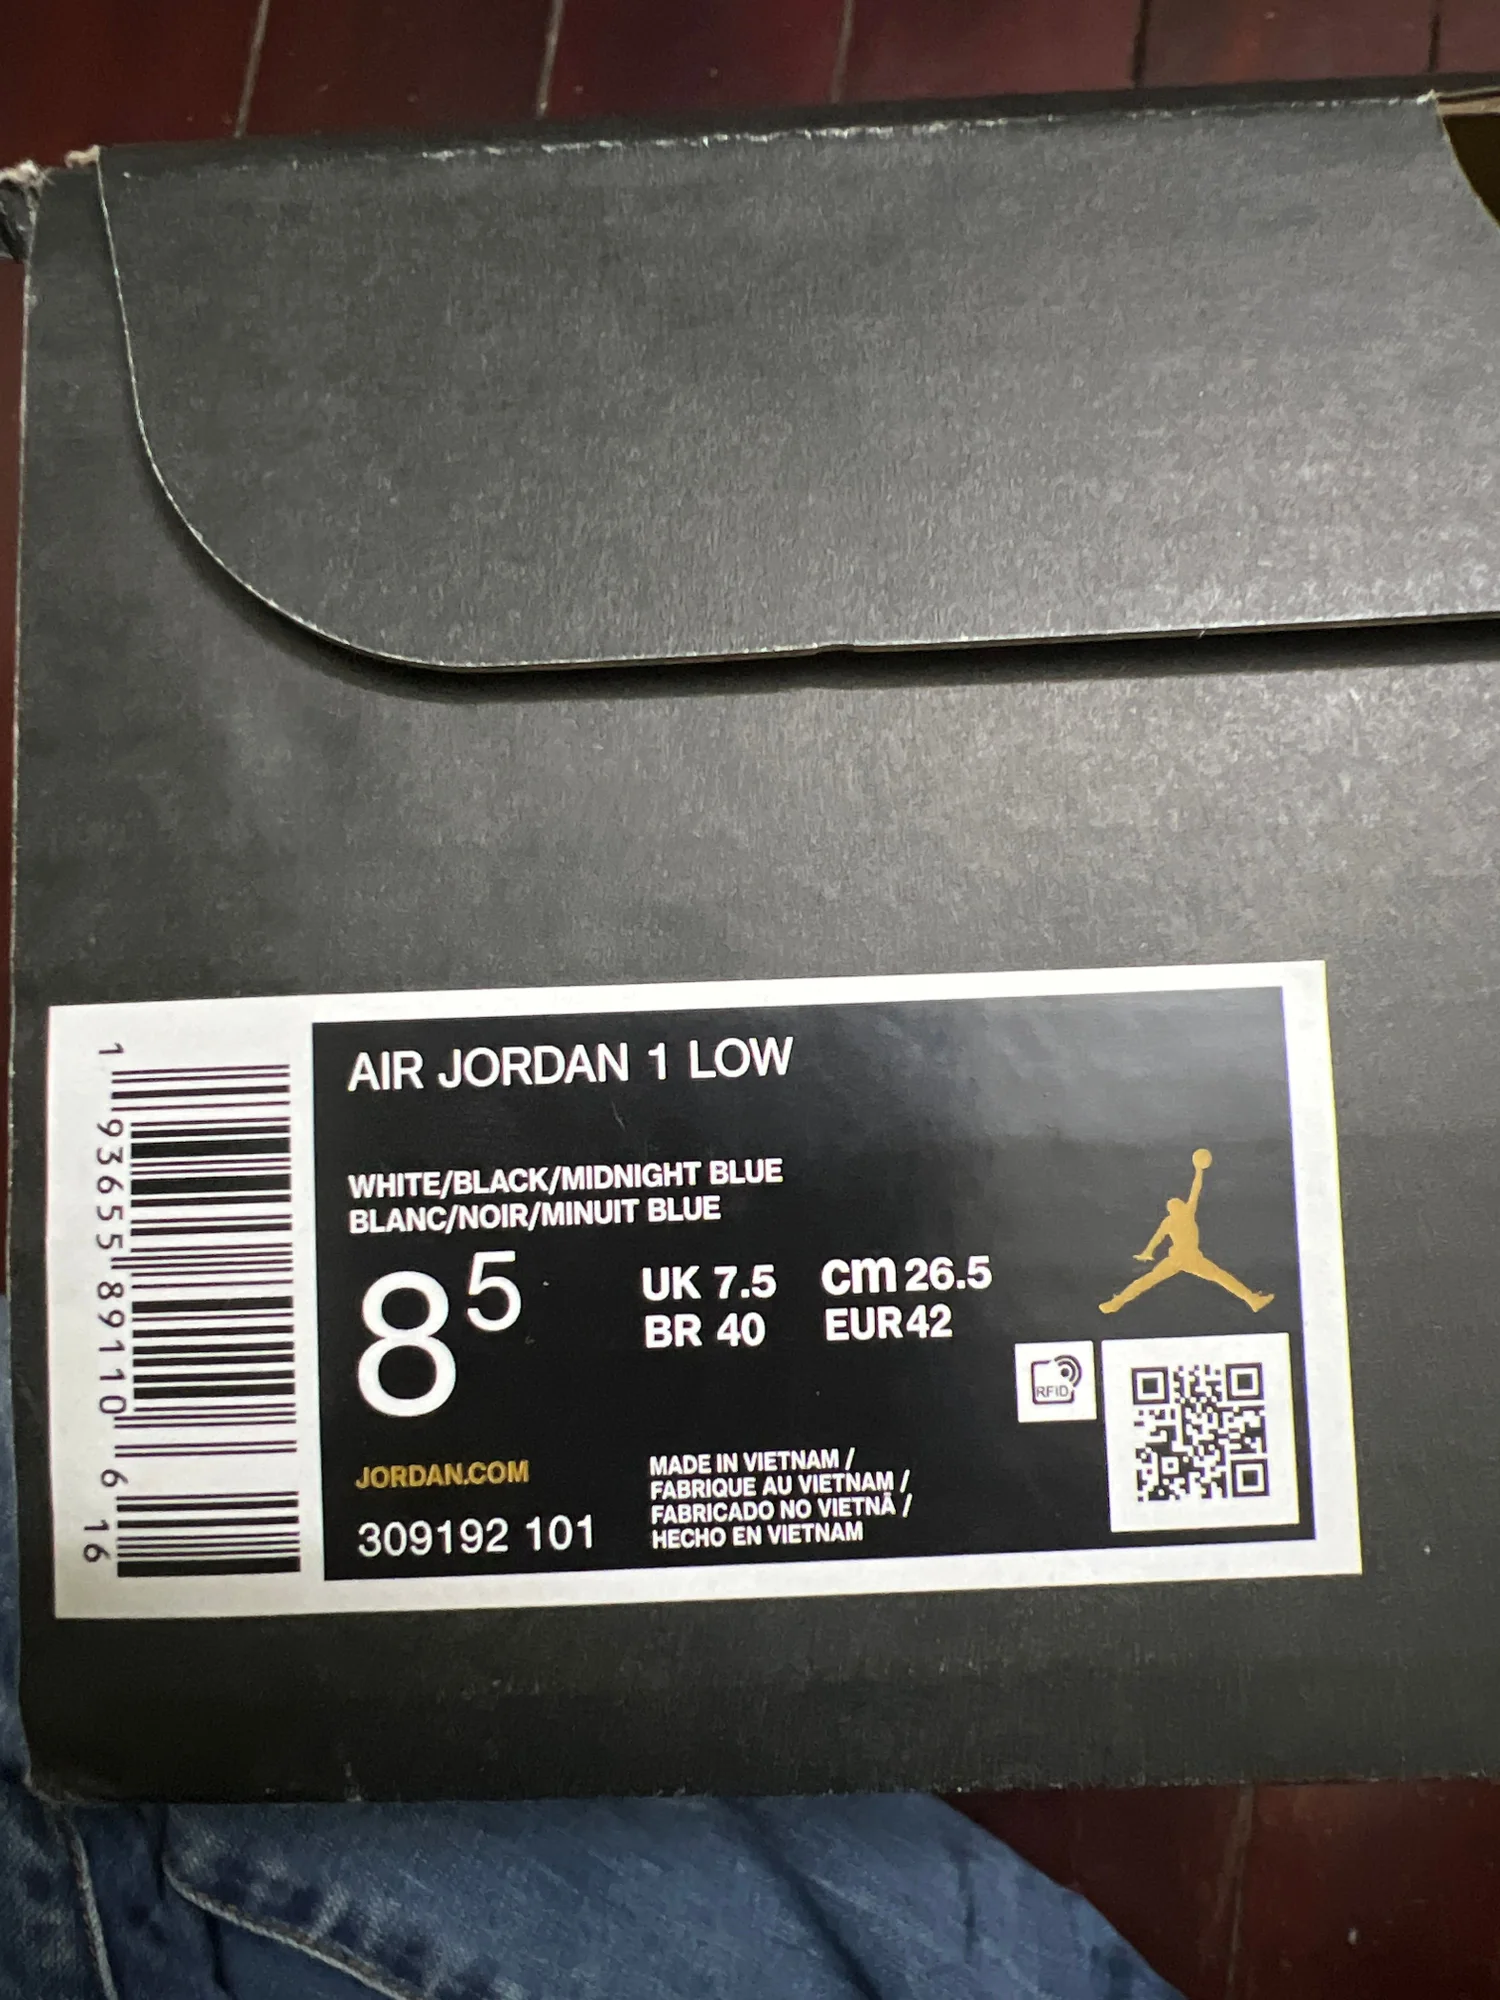 AIR JORDAN 1 LOW
WHITE/BLACK/MIDNIGHT BLUE
BLANC/NOIR/MINUIT BLUE
8 5
UK 7.5 cm 26.5
BR 40 EUR 42
RFID
JORDAN.COM
309192 101
MADE IN VIETNAM /
FABRIQUE AU VIETNAM /
FABRICADO NO VIETNÃ /
HECHO EN VIETNAM
1 93655 89110 6 16